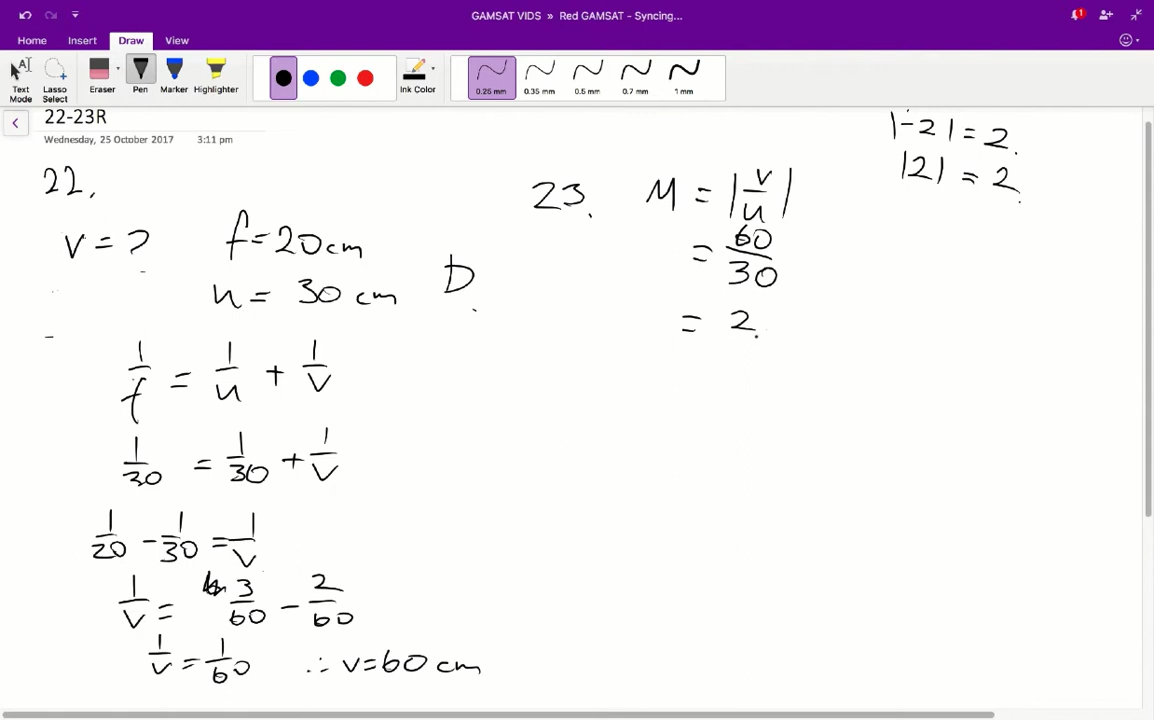 GAMSAT VIDS » Red GAMSAT - Syncing...
1
Home Insert Draw View
Text Mode
Lasso Select
Eraser
Pen
Marker
Highlighter
Ink Color
0.25 mm
0.35 mm
0.5 mm
0.7 mm
1 mm
22-23R
Wednesday, 25 October 2017 3:11 pm
22.
v = ? f = 20cm
u = 30 cm
D.
1/f = 1/u + 1/v
1/20 = 1/30 + 1/v
1/20 - 1/30 = 1/v
1/v = 3/60 - 2/60
1/v = 1/60 ∴ v=60 cm
23. M = |v/u|
= 60/30
= 2.
|-2| = 2.
|2| = 2.